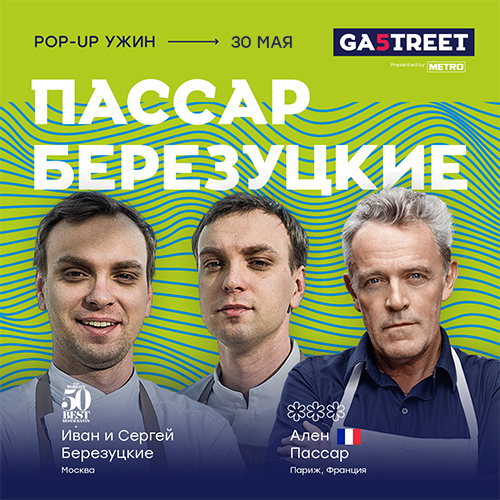 POP-UP УЖИН → 30 МАЯ
GA5TREET
Presented by METRO
ПАССАР
БЕРЕЗУЦКИЕ
THE WORLD'S
50
BEST
RESTAURANTS
Иван и Сергей
Березуцкие
Москва
Ален
Пассар
Париж, Франция